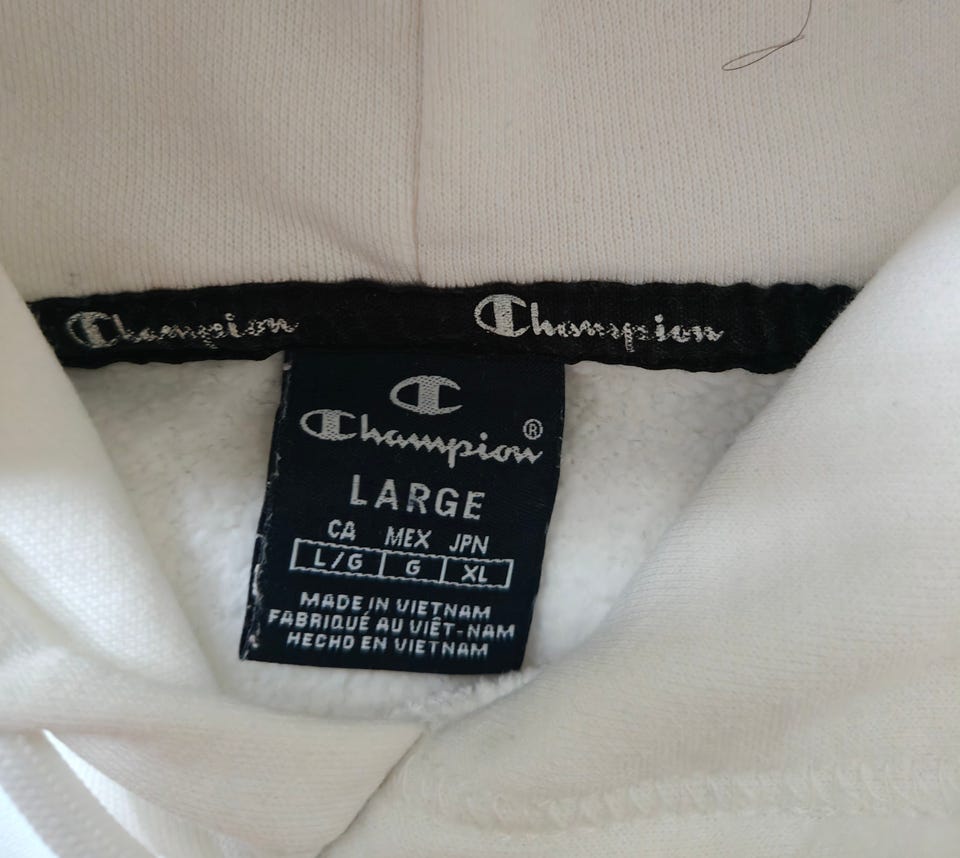 Champion Champion
Champion®
LARGE
CA MEX JPN
L/G G XL
MADE IN VIETNAM
FABRIQUÉ AU VIÊT-NAM
HECHO EN VIETNAM